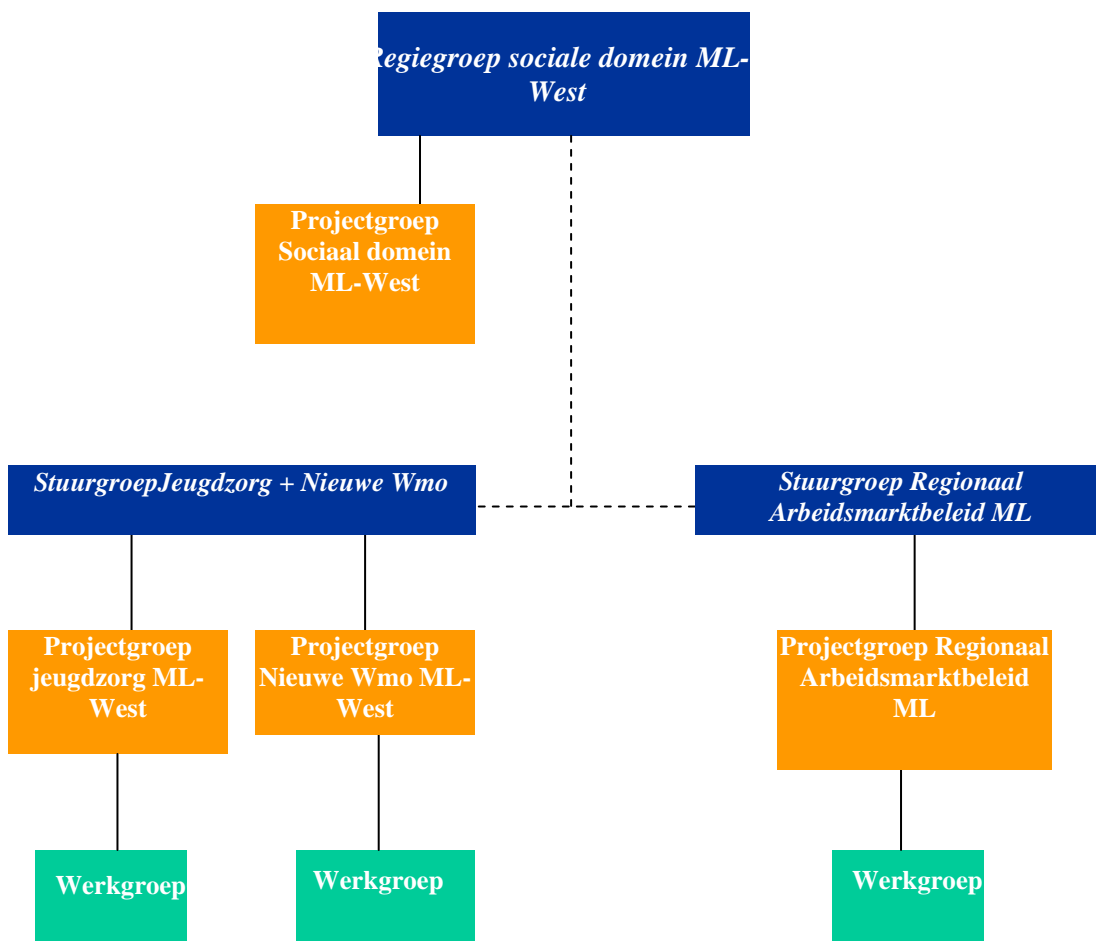 Regiegroep sociale domein ML-
West
Projectgroep
Sociaal domein
ML-West
StuurgroepJeugdzorg + Nieuwe Wmo
Stuurgroep Regionaal
Arbeidsmarktbeleid ML
Projectgroep
jeugdzorg ML-
West
Projectgroep
Nieuwe Wmo ML-
West
Projectgroep Regionaal
Arbeidsmarktbeleid
ML
Werkgroep
Werkgroep
Werkgroep